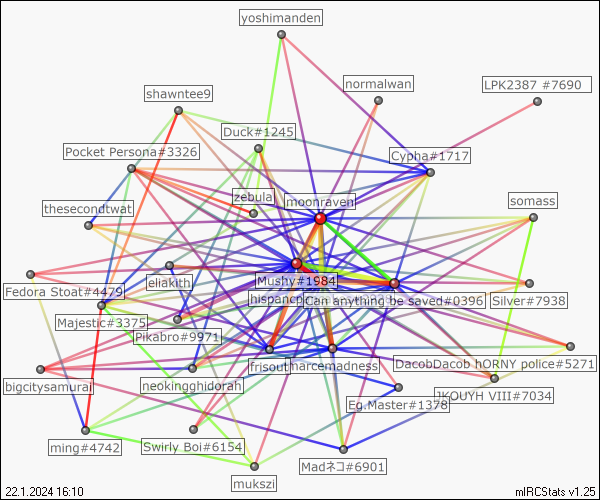 yoshimanden
normalwan
LPK2387 #7690
shawntee9
Duck#1245
Pocket Persona#3326
Cypha#1717
zebula
moonraven
somass
thesecondtwat
eliakith
Mushy#1984
Fedora Stoat#4479
Can anything be saved#0396
Silver#7938
Majestic#3375
Pikabro#9971
frisout
narcemadness
DacobDacob hORNY police#5271
bigcitysamurai
neokingghidorah
Eg.Master#1378
JKOUYH VIII#7034
ming#4742
Swirly Boi#6154
Madネコ#6901
mukszi
22.1.2024 16:10
mIRCStats v1.25